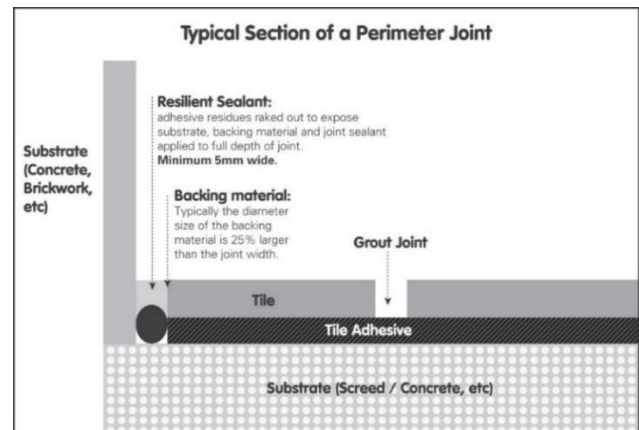 Typical Section of a Perimeter Joint
Resilient Sealant:
adhesive residues raked out to expose
substrate, backing material and joint sealant
applied to full depth of joint.
Minimum 5mm wide.
Substrate
(Concrete,
Brickwork,
etc)
Backing material:
Typically the diameter
size of the backing
material is 25% larger
than the joint width.
Grout Joint
Tile
Tile Adhesive
Substrate (Screed / Concrete, etc)